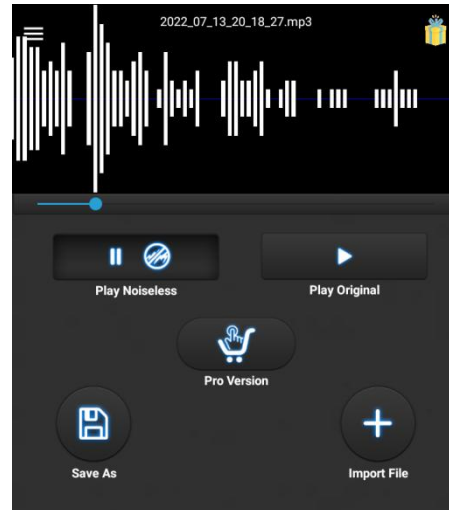 2022_07_13_20_18_27.mp3
Play Noiseless
Play Original
Pro Version
Save As
Import File